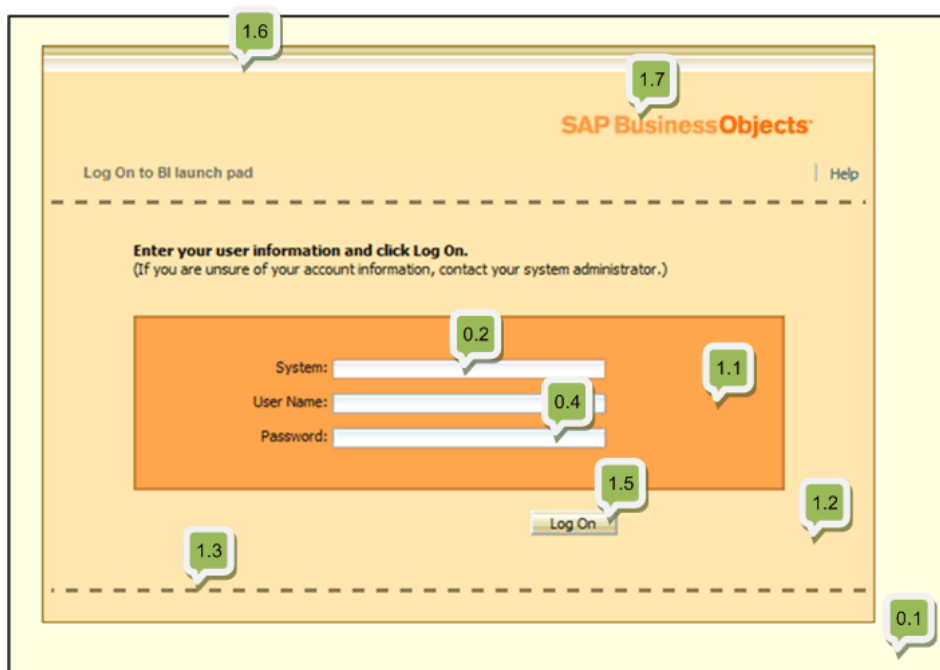 1.6
1.7
SAP BusinessObjects™
Log On to BI launch pad
Help
Enter your user information and click Log On.
(If you are unsure of your account information, contact your system administrator.)
0.2
System:
1.1
User Name:
0.4
Password:
1.5
1.2
Log On
1.3
0.1